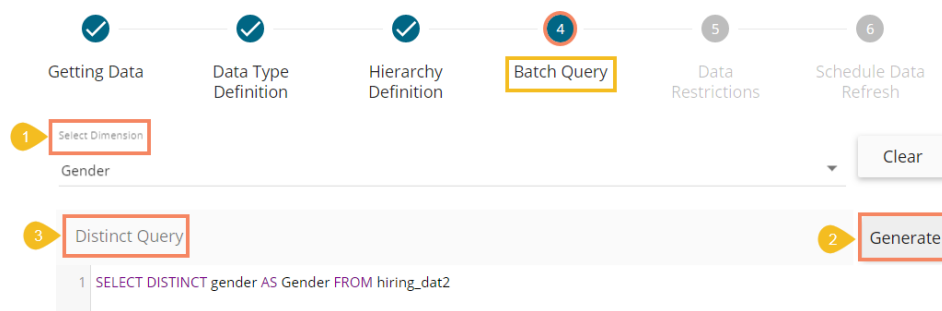 4
5
6
Getting Data
Data Type
Definition
Hierarchy
Definition
Batch Query
Data
Restrictions
Schedule Data
Refresh
1
Select Dimension
Gender
Clear
3
Distinct Query
2
Generate
1 SELECT DISTINCT gender AS Gender FROM hiring_dat2